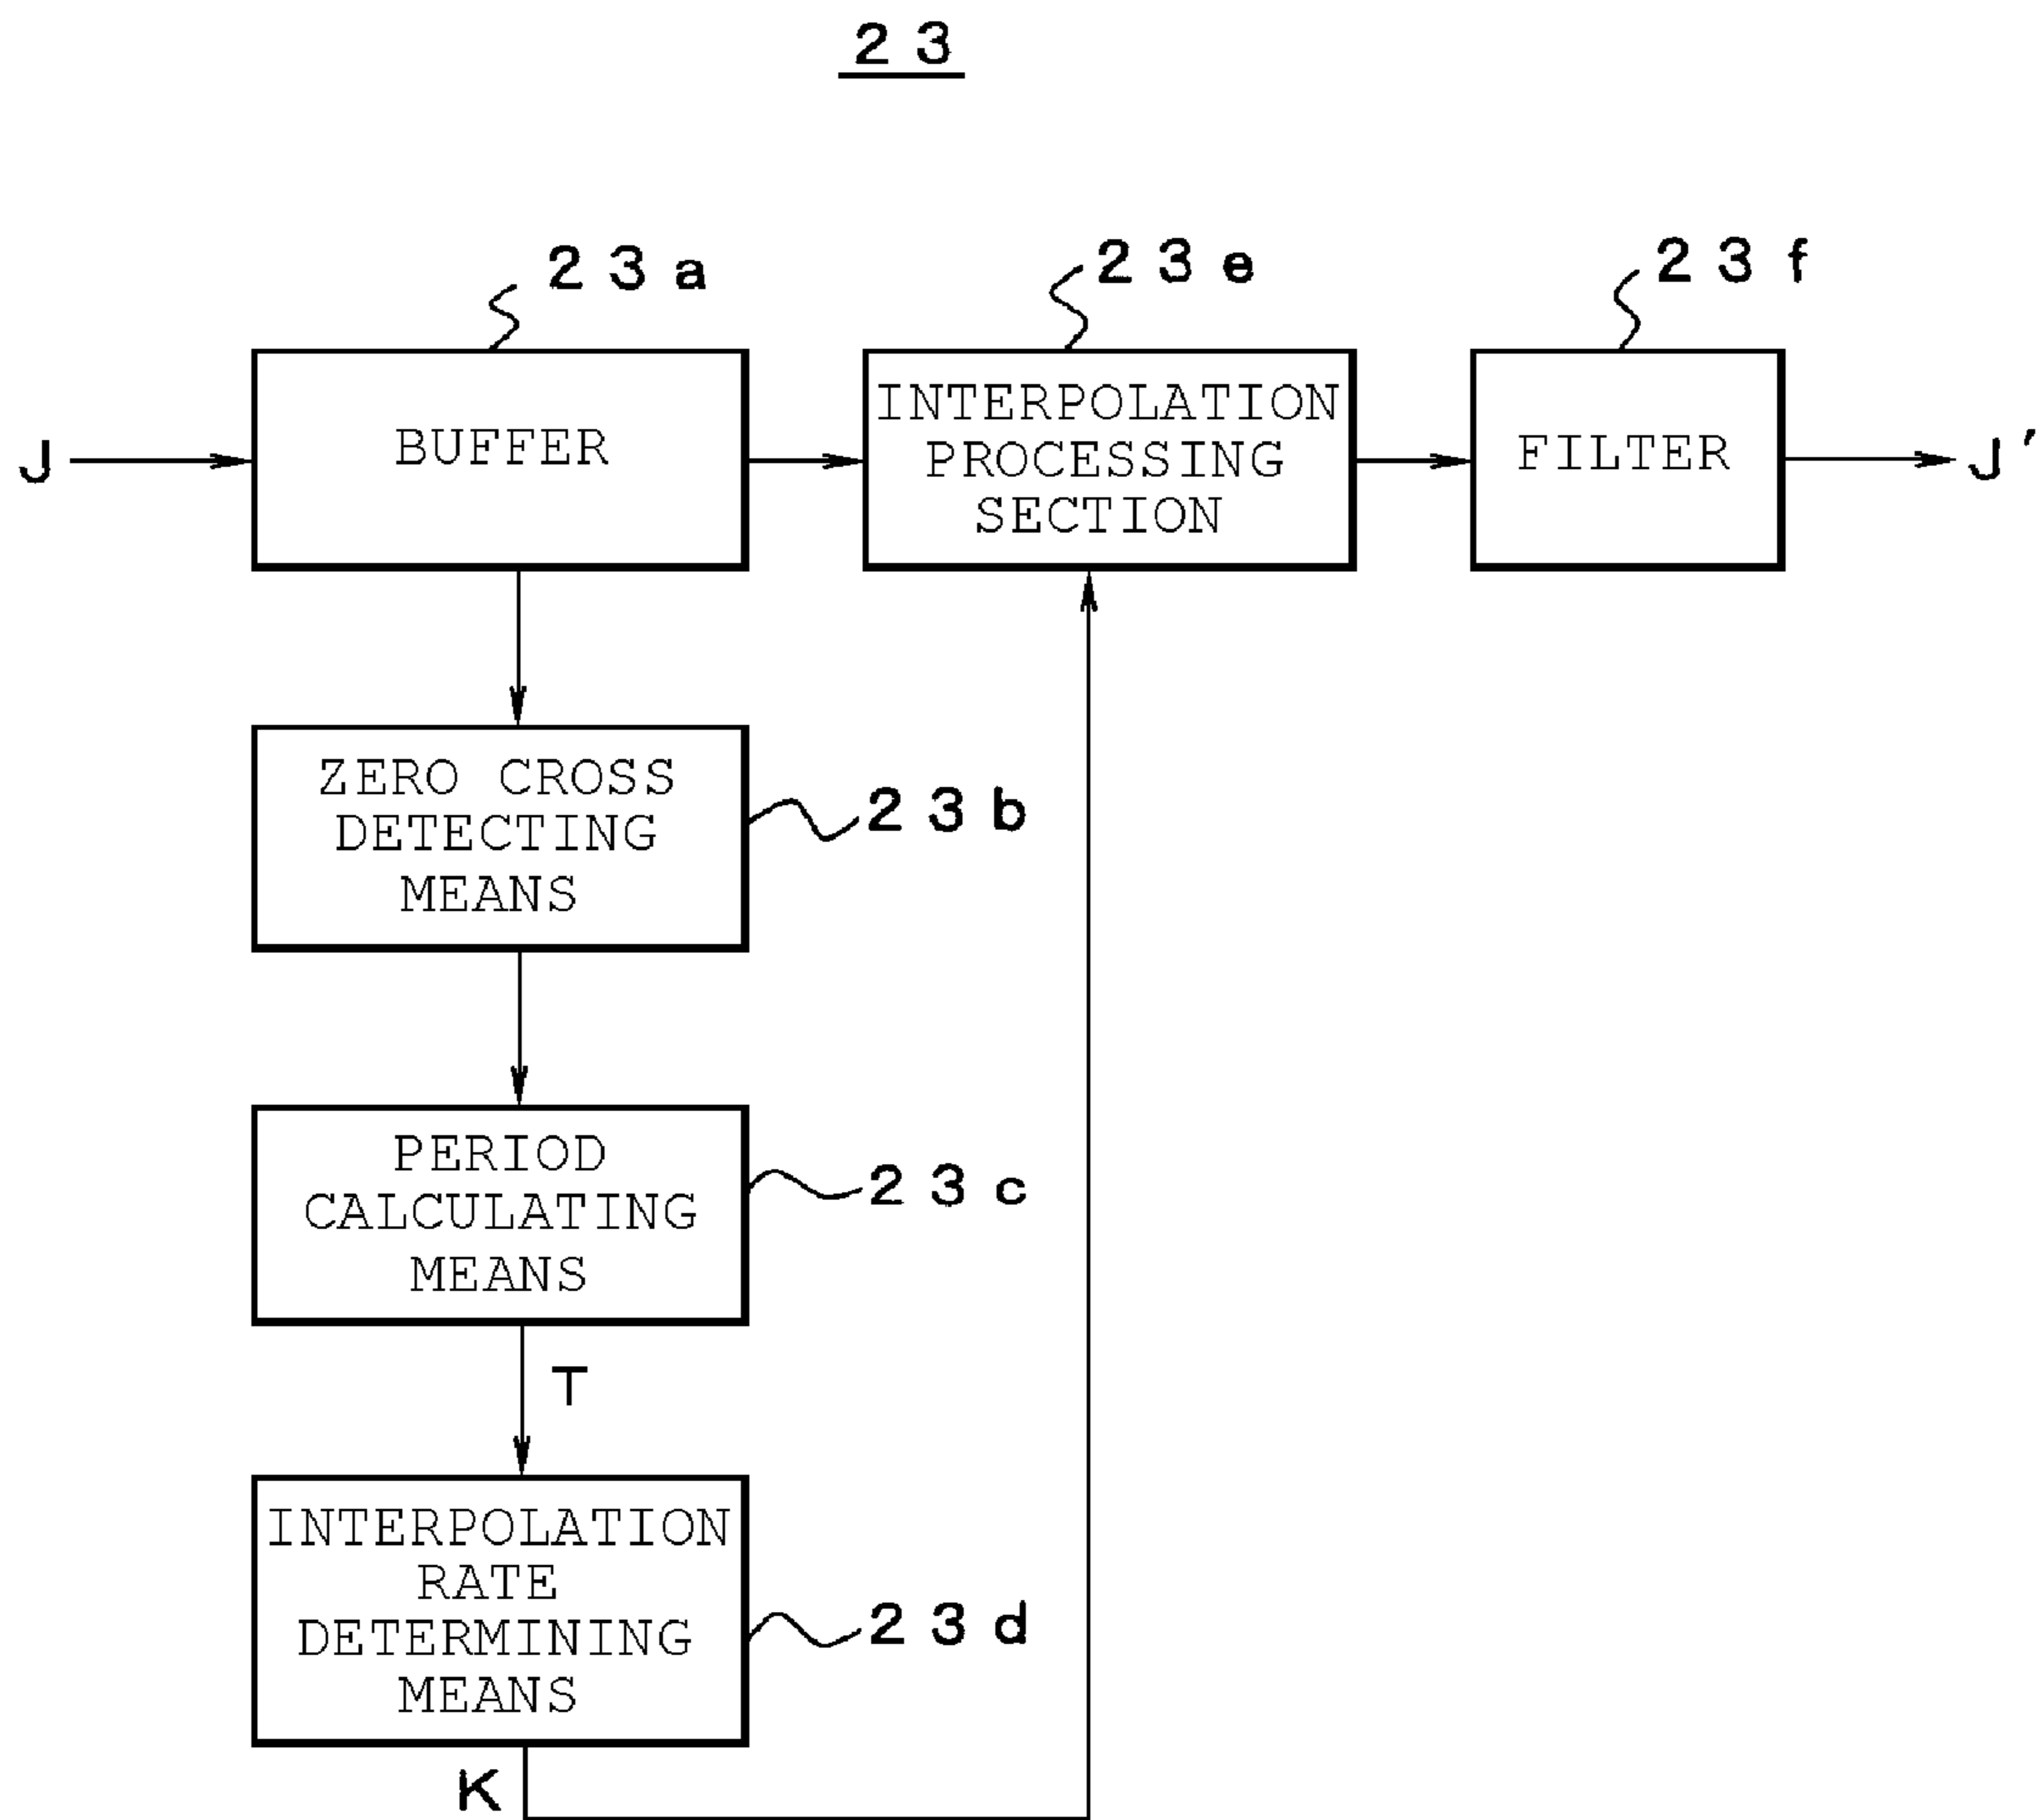 23
23a
23e
23f
J
BUFFER
INTERPOLATION
PROCESSING
SECTION
FILTER
J'
ZERO CROSS
DETECTING
MEANS
23b
PERIOD
CALCULATING
MEANS
23c
T
INTERPOLATION
RATE
DETERMINING
MEANS
23d
K